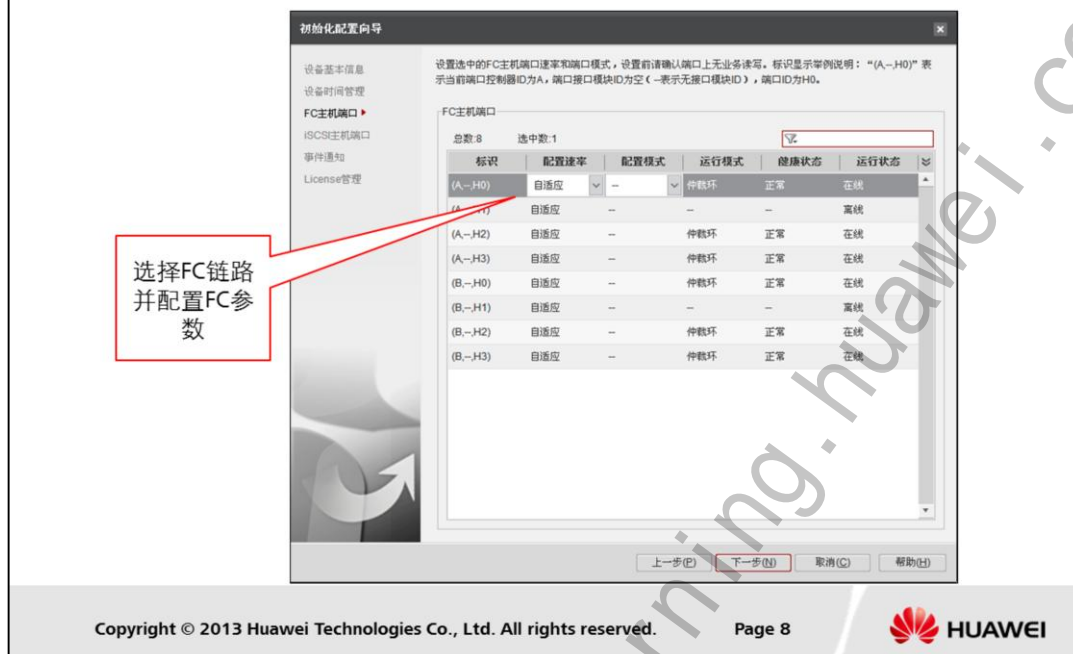 初始化配置向导
设备基本信息
设备时间管理
FC主机端口
iSCSI主机端口
事件通知
License管理
设置选中的FC主机端口速率和端口模式，设置前请确认端口上无业务读写。标识显示举例说明：“(A,--,H0)”表
示当前端口控制器ID为A，端口接口模块ID为空（--表示无接口模块ID），端口ID为H0。
FC主机端口
总数:8 选中数:1
标识 配置速率 配置模式 运行模式 健康状态 运行状态
(A,--,H0) 自适应 -- 仲裁环 正常 在线
自适应 -- -- -- 离线
(A,--,H2) 自适应 -- 仲裁环 正常 在线
(A,--,H3) 自适应 -- 仲裁环 正常 在线
(B,--,H0) 自适应 -- 仲裁环 正常 在线
(B,--,H1) 自适应 -- -- -- 离线
(B,--,H2) 自适应 -- 仲裁环 正常 在线
(B,--,H3) 自适应 -- 仲裁环 正常 在线
选择FC链路
并配置FC参
数
上一步(P) 下一步(N) 取消(C) 帮助(H)
Copyright © 2013 Huawei Technologies Co., Ltd. All rights reserved. Page 8 HUAWEI
rning.huawei.co